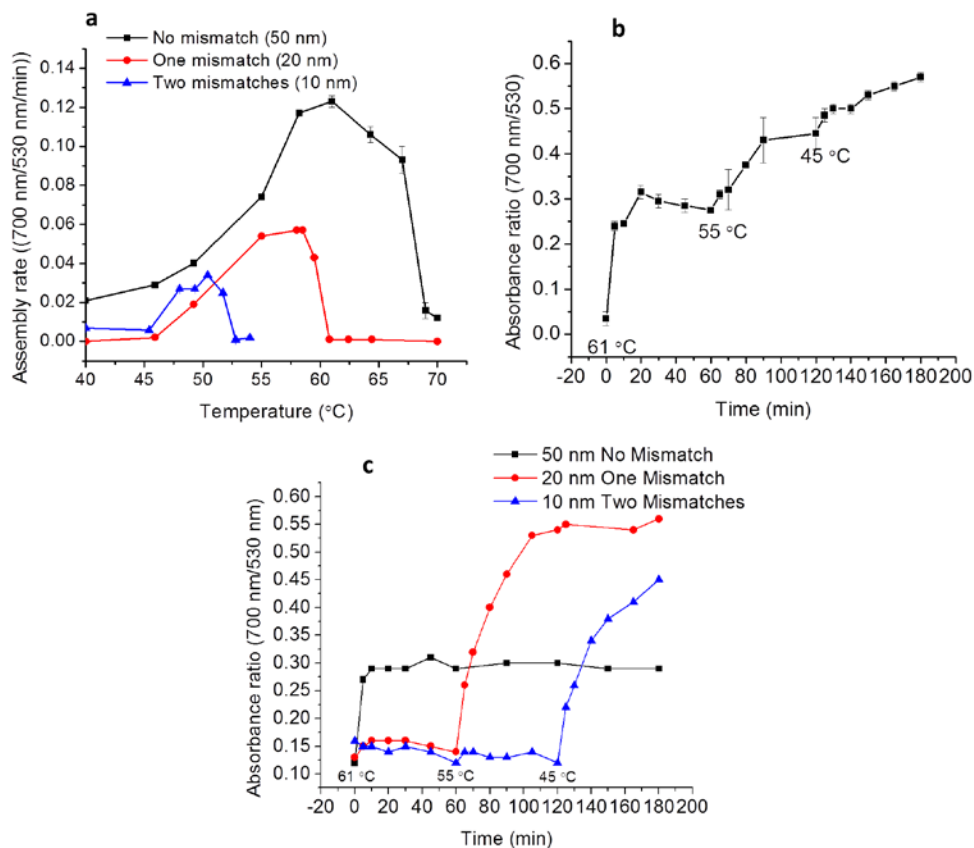 a
No mismatch (50 nm)
One mismatch (20 nm)
Two mismatches (10 nm)
Assembly rate ((700 nm/530 nm/min)
0.14
0.12
0.10
0.08
0.06
0.04
0.02
0.00
40 45 50 55 60 65 70
Temperature (°C)
b
Absorbance ratio (700 nm/530)
0.6
0.5
0.4
0.3
0.2
0.1
0.0
61 °C
55 °C
45 °C
-20 0 20 40 60 80 100 120 140 160 180 200
Time (min)
c
50 nm No Mismatch
20 nm One Mismatch
10 nm Two Mismatches
Absorbance ratio (700 nm/530 nm)
0.60
0.55
0.50
0.45
0.40
0.35
0.30
0.25
0.20
0.15
0.10
61 °C
55 °C
45 °C
-20 0 20 40 60 80 100 120 140 160 180 200
Time (min)